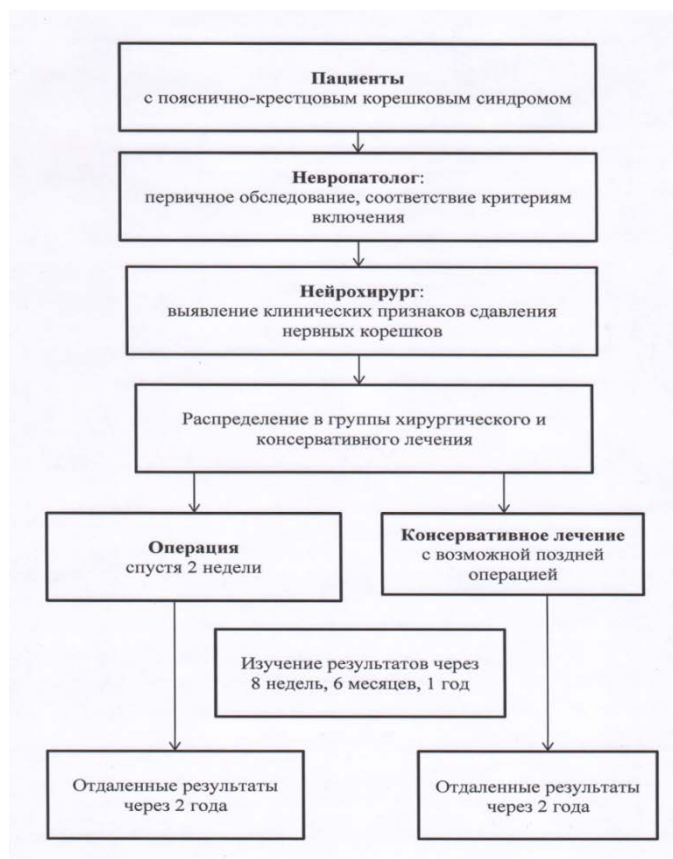 Пациенты
с пояснично-крестцовым корешковым синдромом
Невропатолог:
первичное обследование, соответствие критериям
включения
Нейрохирург:
выявление клинических признаков сдавления
нервных корешков
Распределение в группы хирургического и
консервативного лечения
Операция
спустя 2 недели
Консервативное лечение
с возможной поздней
операцией
Изучение результатов через
8 недель, 6 месяцев, 1 год
Отдаленные результаты
через 2 года
Отдаленные результаты
через 2 года